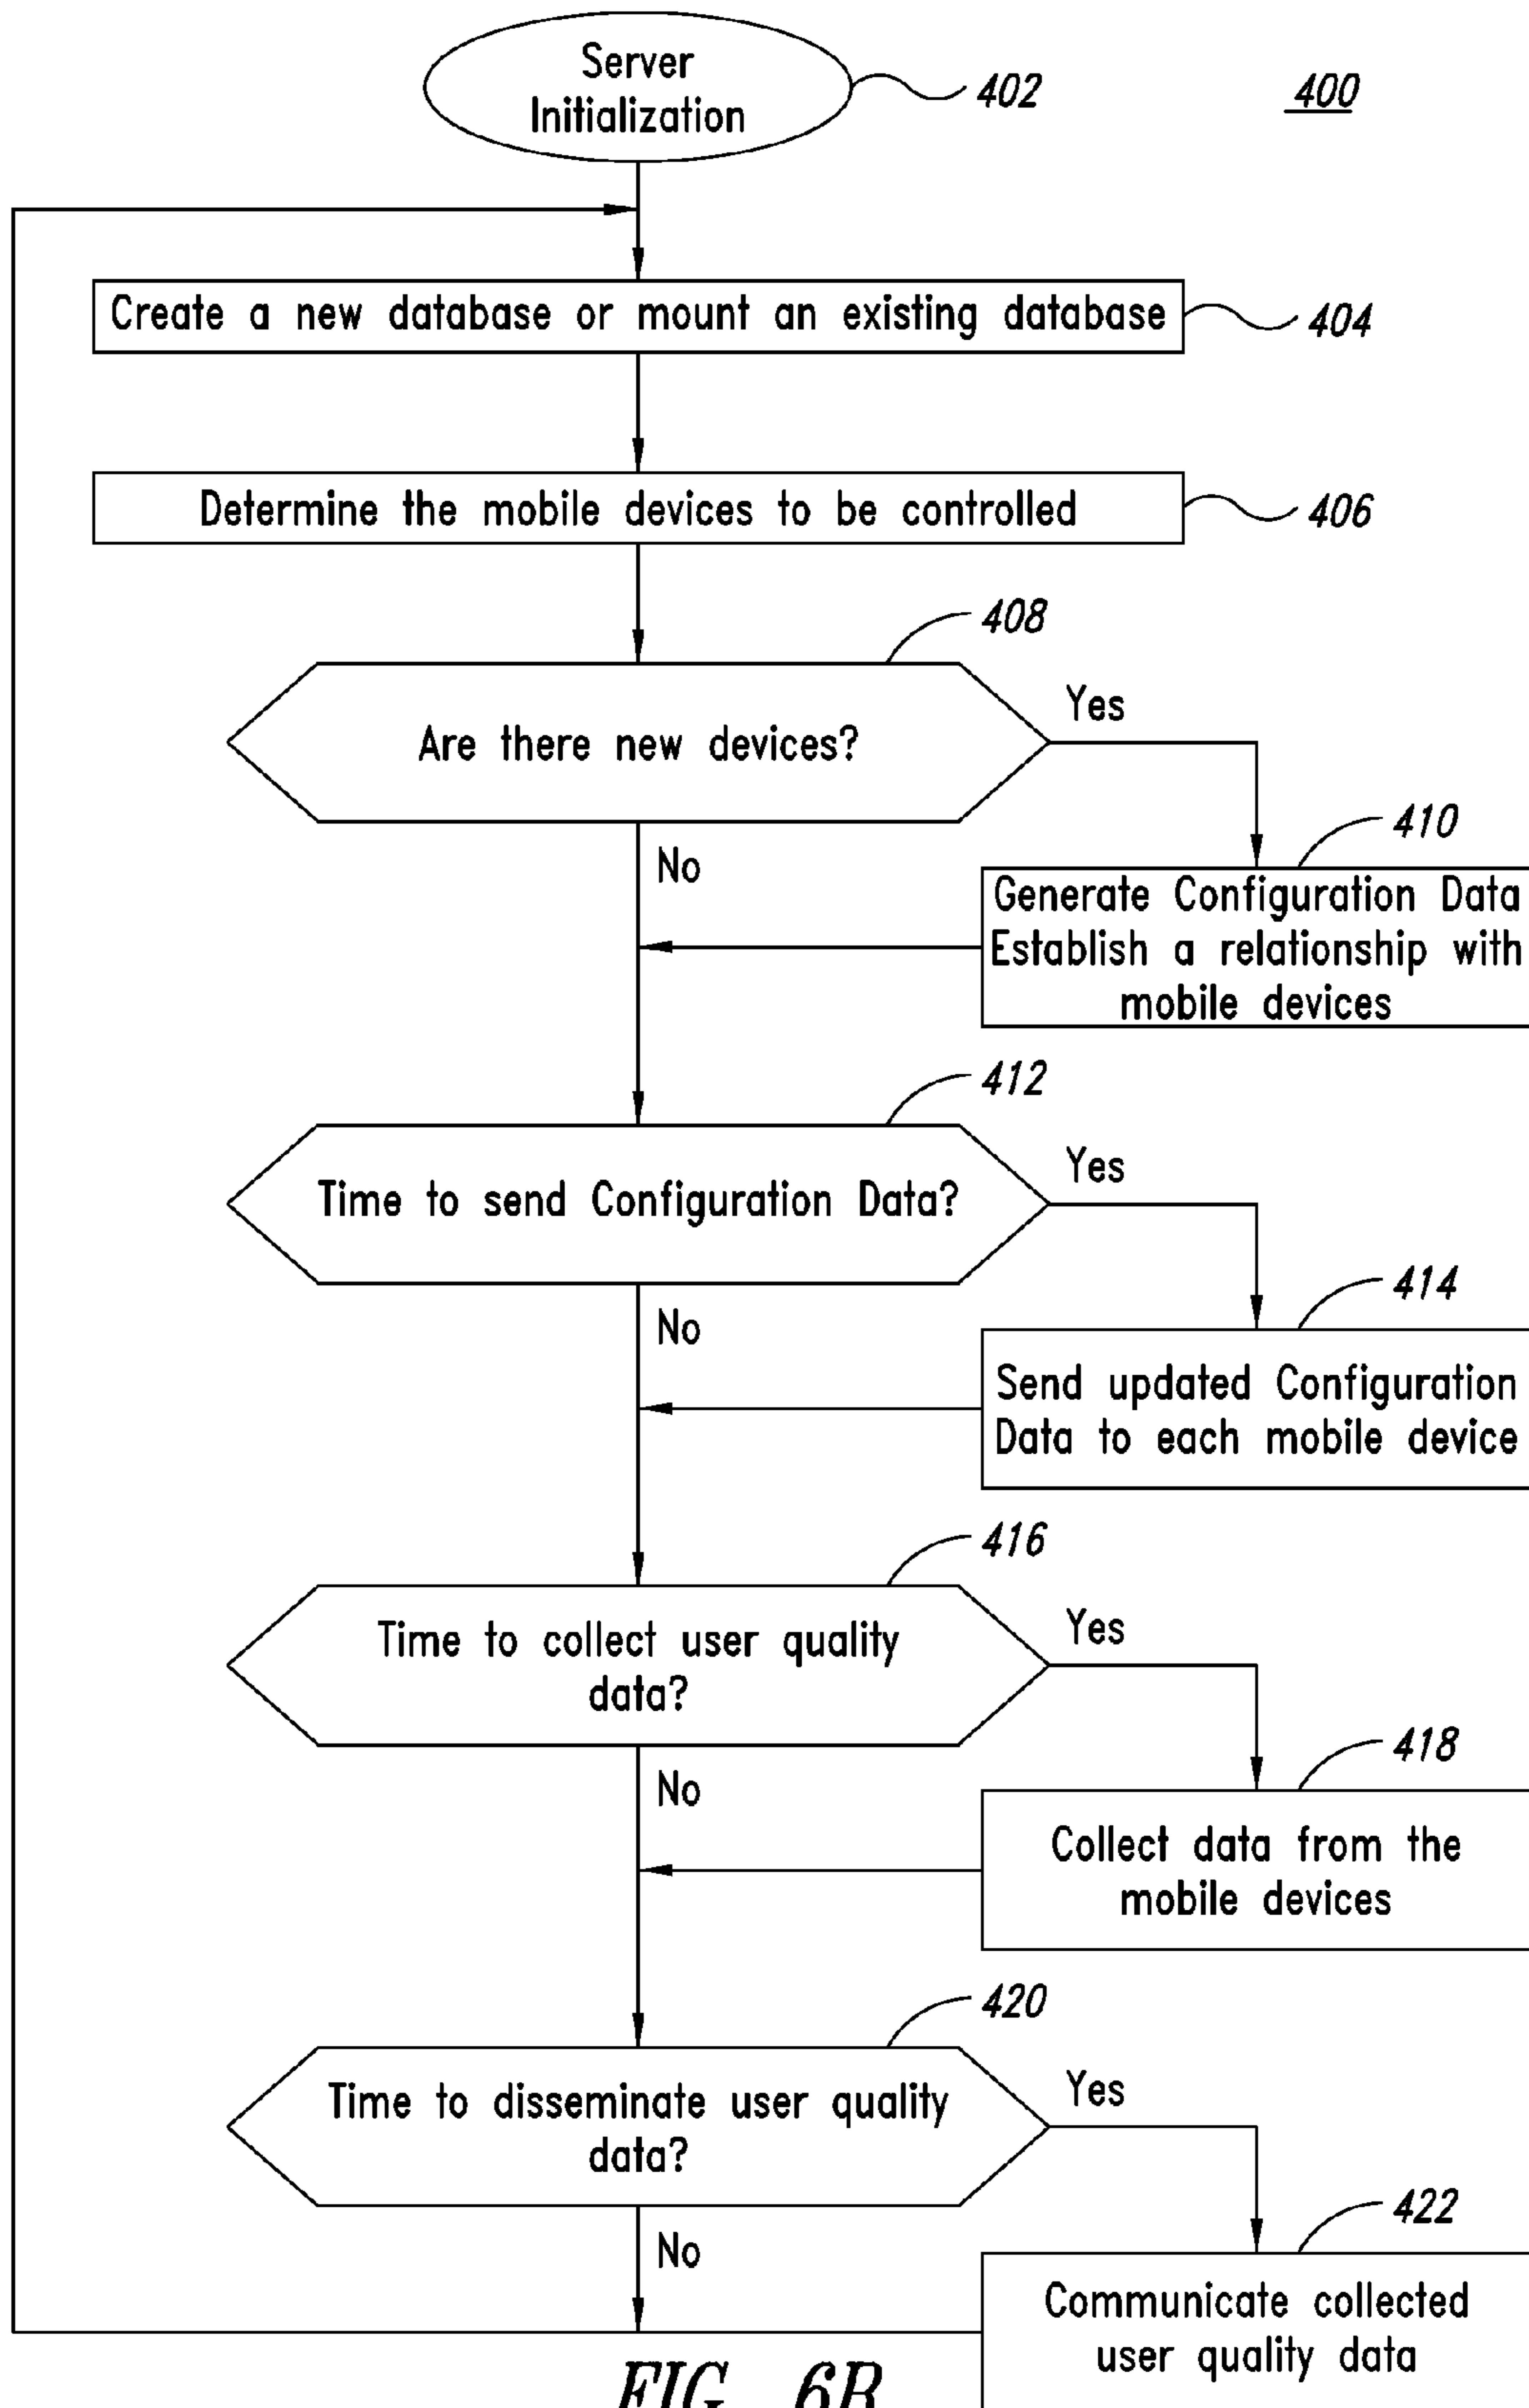 Server
Initialization
402
400
Create a new database or mount an existing database
404
Determine the mobile devices to be controlled
406
408
Are there new devices?
Yes
410
No
Generate Configuration Data
Establish a relationship with
mobile devices
412
Time to send Configuration Data?
Yes
414
No
Send updated Configuration
Data to each mobile device
416
Time to collect user quality
data?
Yes
418
No
Collect data from the
mobile devices
420
Time to disseminate user quality
data?
Yes
422
No
Communicate collected
user quality data
FIG. 6B